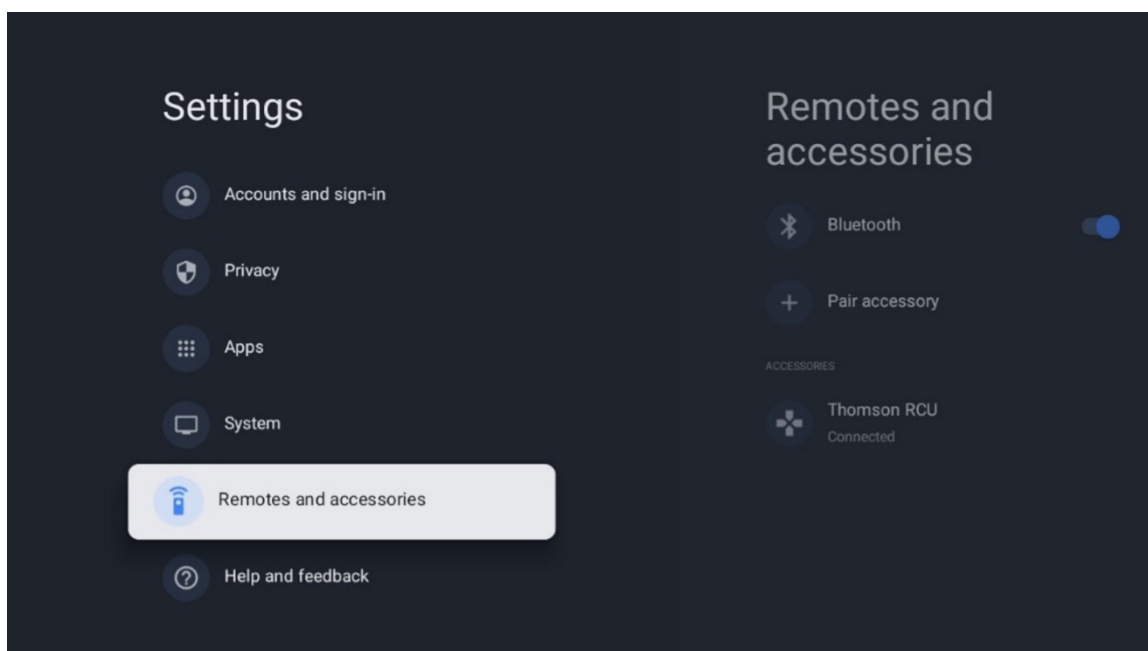 Settings
Accounts and sign-in
Privacy
Apps
System
Remotes and accessories
Help and feedback
Remotes and
accessories
Bluetooth
Pair accessory
ACCESSORIES
Thomson RCU
Connected